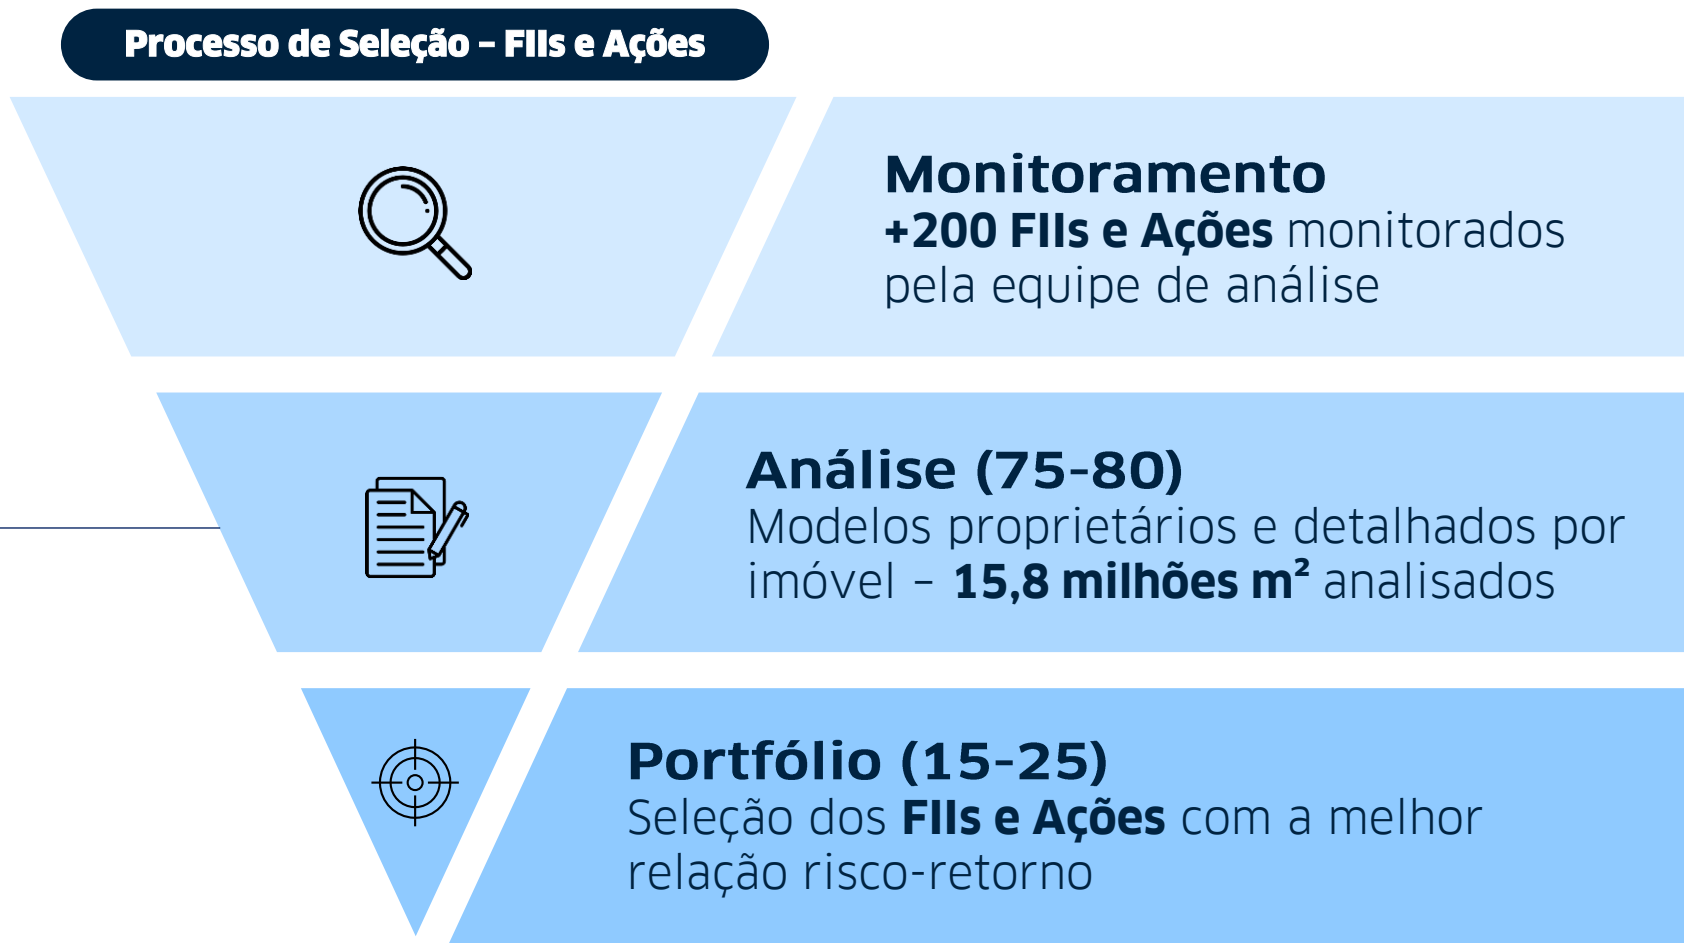 Processo de Seleção – FIIs e Ações
Monitoramento
+200 FIIs e Ações monitorados
pela equipe de análise
Análise (75-80)
Modelos proprietários e detalhados por
imóvel – 15,8 milhões m² analisados
Portfólio (15-25)
Seleção dos FIIs e Ações com a melhor
relação risco-retorno